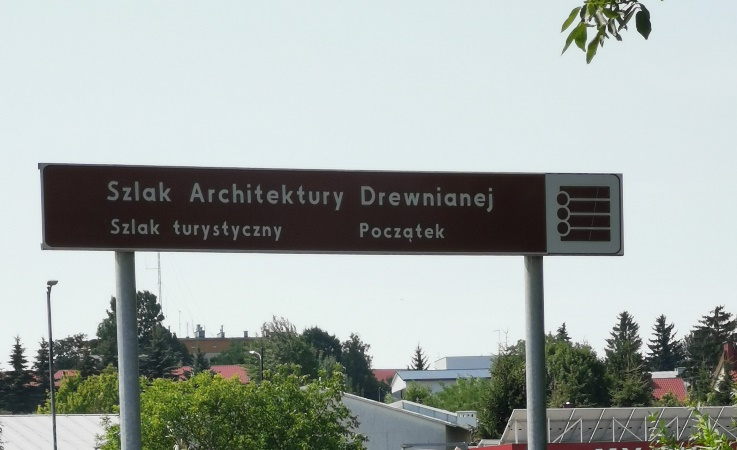 Szlak Architektury Drewnianej
Szlak turystyczny Początek